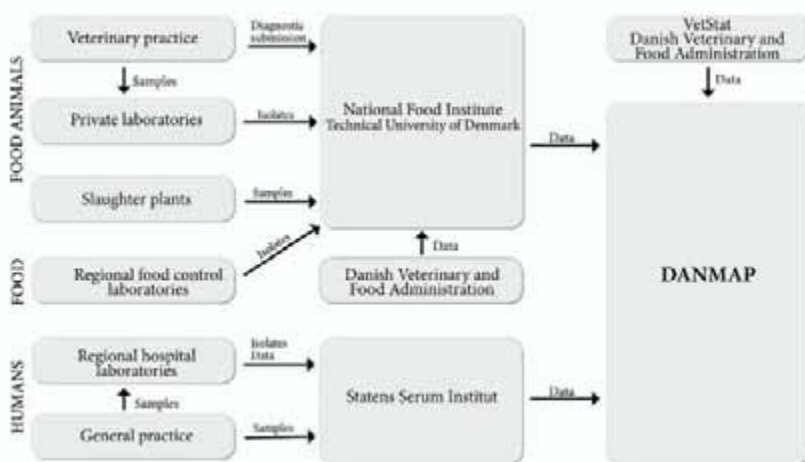 FOOD ANIMALS
Veterinary practice
Diagnostic
submission
Samples
Private laboratories
Isolates
Slaughter plants
Samples
National Food Institute
Technical University of Denmark
Data
VetStat
Danish Veterinary and
Food Administration
Data
FOOD
Regional food control
laboratories
Isolates
Data
Danish Veterinary and
Food Administration
DANMAP
HUMANS
Regional hospital
laboratories
Isolates
Data
Samples
General practice
Samples
Statens Serum Institut
Data